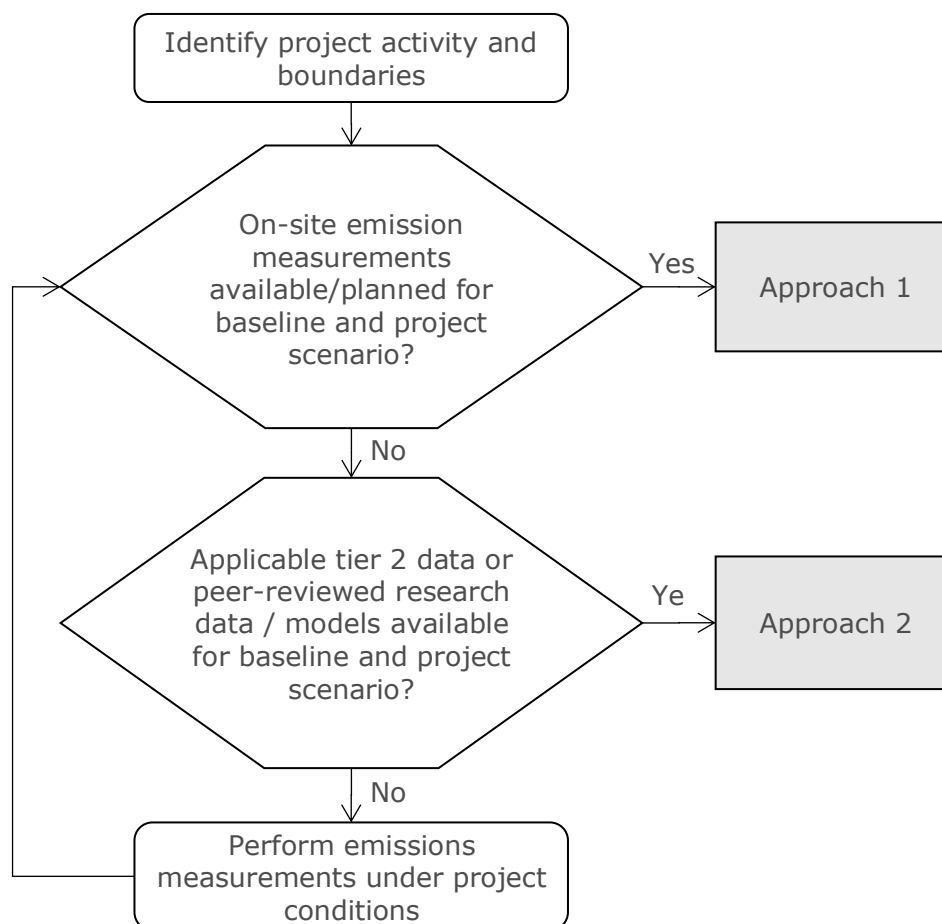 Identify project activity and
boundaries
On-site emission
measurements
available/planned for
baseline and project
scenario?
Yes
Approach 1
No
Applicable tier 2 data or
peer-reviewed research
data / models available
for baseline and project
scenario?
Ye
Approach 2
No
Perform emissions
measurements under project
conditions